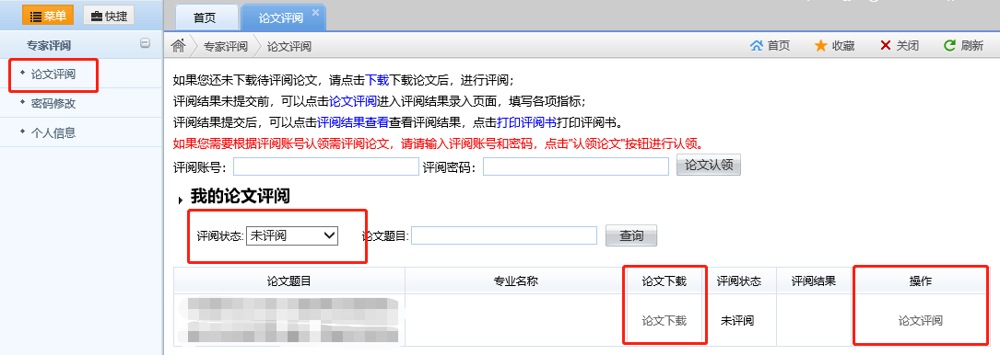 菜单 快捷 首页 论文评阅
专家评阅 专家评阅 论文评阅 首页 收藏 关闭 刷新
论文评阅
密码修改
个人信息
如果您还未下载待评阅论文，请点击下载下载论文后，进行评阅；
评阅结果未提交前，可以点击论文评阅进入评阅结果录入页面，填写各项指标；
评阅结果提交后，可以点击评阅结果查看查看评阅结果，点击打印评阅书打印评阅书。
如果您需要根据评阅账号认领需评阅论文，请请输入评阅账号和密码，点击"认领论文"按钮进行认领。
评阅账号： 评阅密码： 论文认领
我的论文评阅
评阅状态: 未评阅 论文题目: 查询
论文题目 专业名称 论文下载 评阅状态 评阅结果 操作
论文下载 未评阅 论文评阅